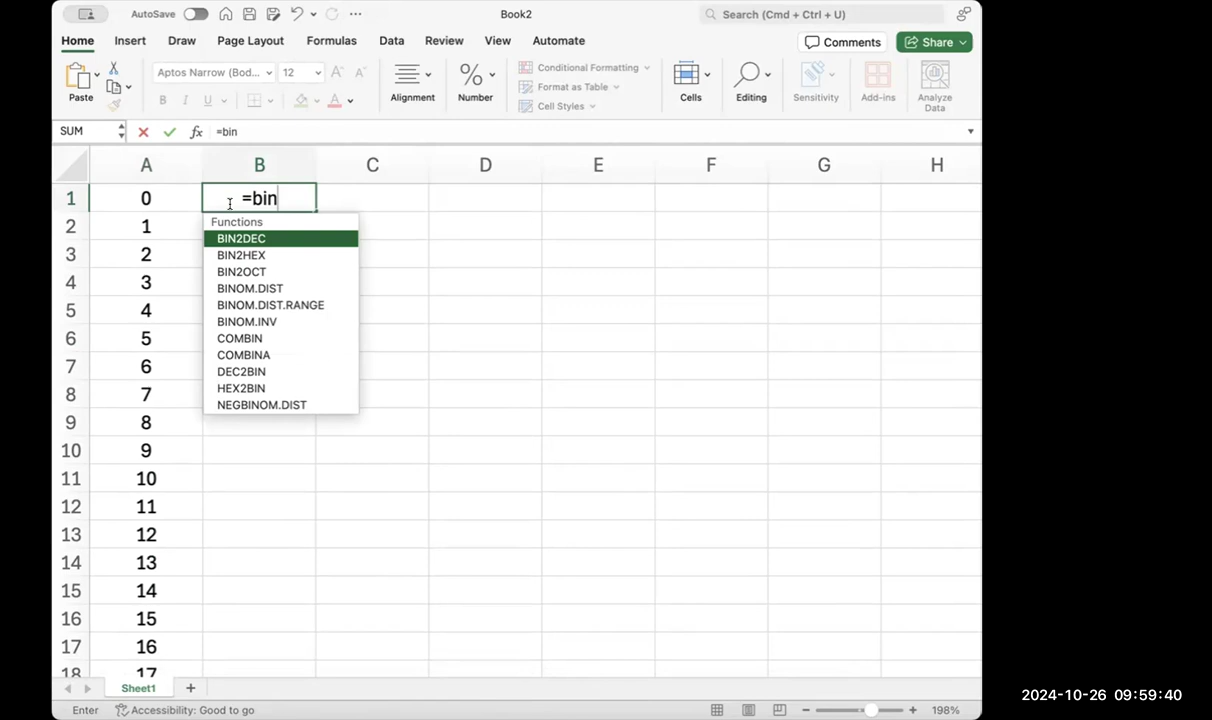 AutoSave
Book2
Search (Cmd + Ctrl + U)
Home Insert Draw Page Layout Formulas Data Review View Automate
Comments
Share
Paste
Aptos Narrow (Bod...
12
B I U
Alignment
Number
Conditional Formatting
Format as Table
Cell Styles
Cells
Editing
Sensitivity
Add-ins
Analyze
Data
SUM
fx
=bin
A B C D E F G H
1 0 =bin
2 1
3 2
4 3
5 4
6 5
7 6
8 7
9 8
10 9
11 10
12 11
13 12
14 13
15 14
16 15
17 16
18 17
Functions
BIN2DEC
BIN2HEX
BIN2OCT
BINOM.DIST
BINOM.DIST.RANGE
BINOM.INV
COMBIN
COMBINA
DEC2BIN
HEX2BIN
NEGBINOM.DIST
Sheet1
Enter
Accessibility: Good to go
198%
2024-10-26 09:59:40